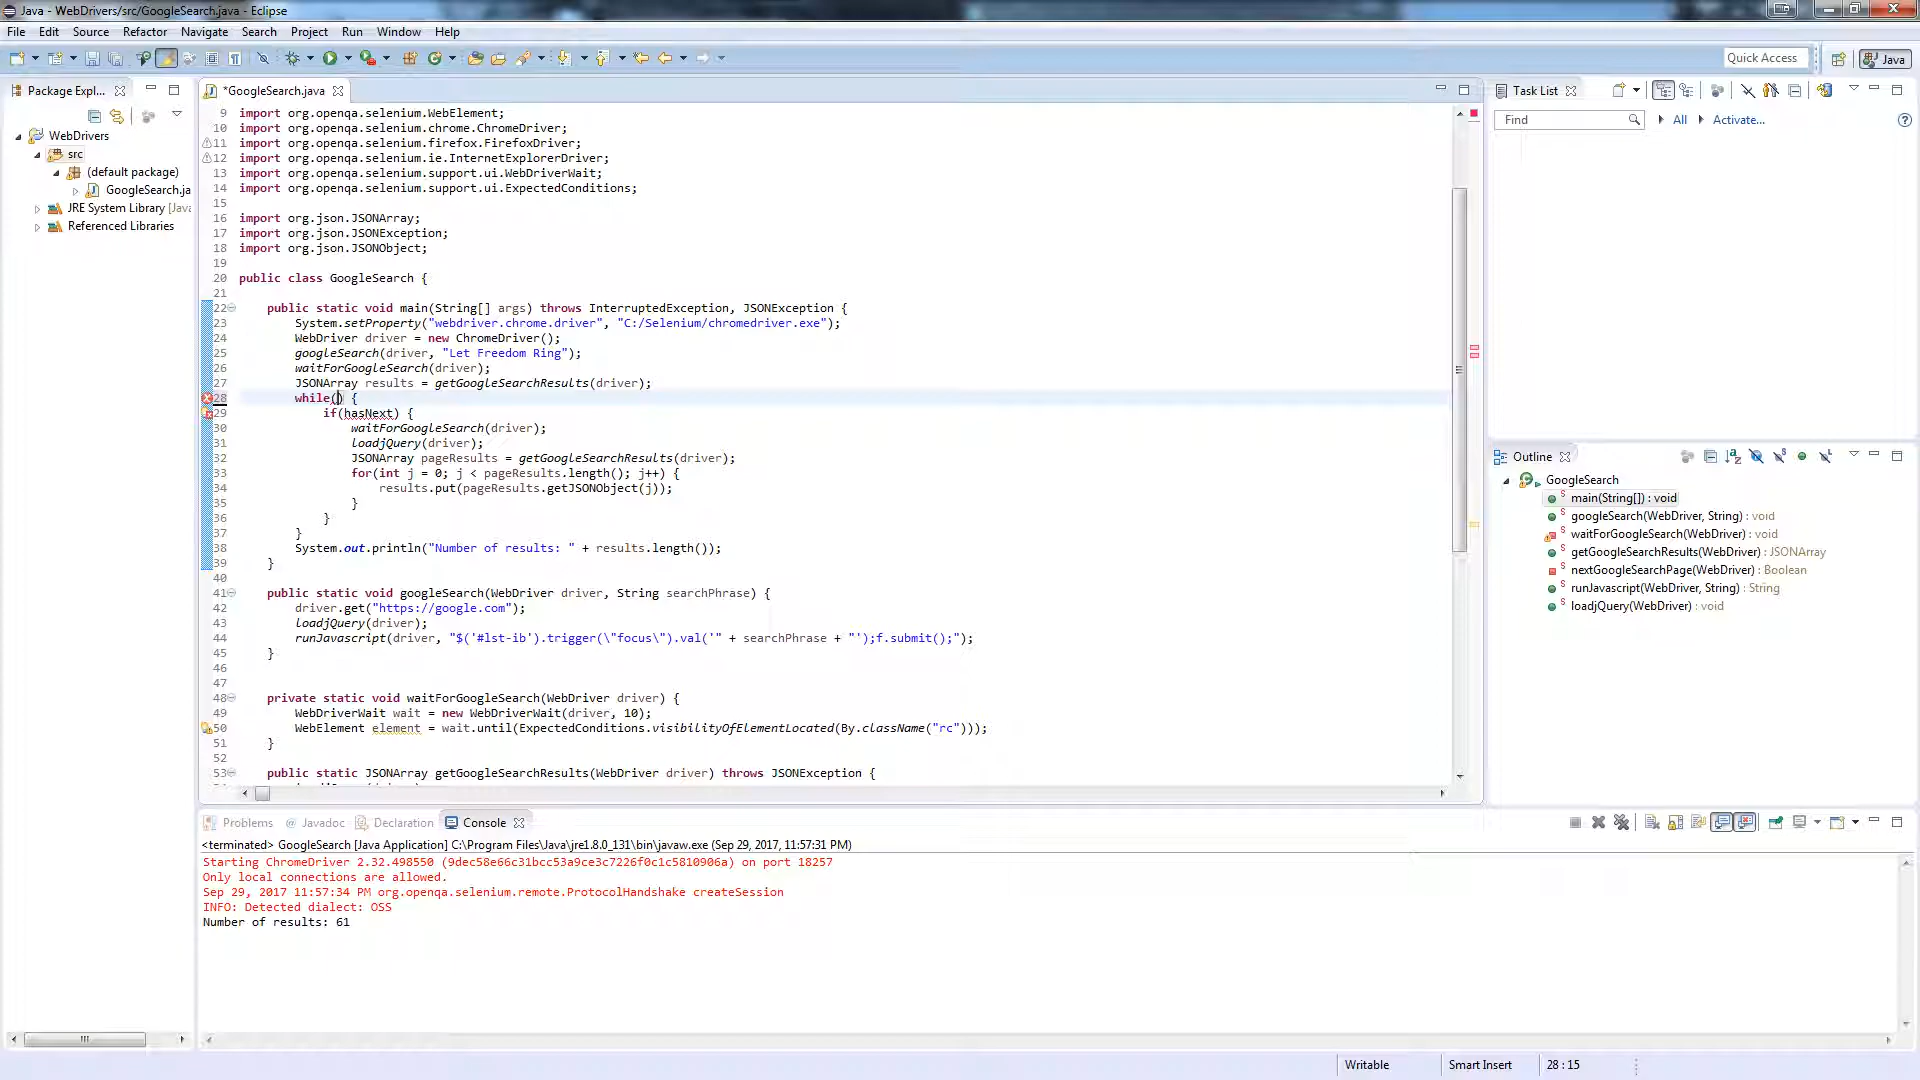 Java - WebDrivers/src/GoogleSearch.java - Eclipse
File Edit Source Refactor Navigate Search Project Run Window Help
Quick Access
Java
Package Expl...
WebDrivers
src
(default package)
GoogleSearch.ja
JRE System Library [Java
Referenced Libraries
*GoogleSearch.java
9 import org.openqa.selenium.WebElement;
10 import org.openqa.selenium.chrome.ChromeDriver;
11 import org.openqa.selenium.firefox.FirefoxDriver;
12 import org.openqa.selenium.ie.InternetExplorerDriver;
13 import org.openqa.selenium.support.ui.WebDriverWait;
14 import org.openqa.selenium.support.ui.ExpectedConditions;
15
16 import org.json.JSONArray;
17 import org.json.JSONException;
18 import org.json.JSONObject;
19
20 public class GoogleSearch {
21
22 public static void main(String[] args) throws InterruptedException, JSONException {
23 System.setProperty("webdriver.chrome.driver", "C:/Selenium/chromedriver.exe");
24 WebDriver driver = new ChromeDriver();
25 googleSearch(driver, "Let Freedom Ring");
26 waitForGoogleSearch(driver);
27 JSONArray results = getGoogleSearchResults(driver);
28 while() {
29 if(hasNext) {
30 waitForGoogleSearch(driver);
31 loadjQuery(driver);
32 JSONArray pageResults = getGoogleSearchResults(driver);
33 for(int j = 0; j < pageResults.length(); j++) {
34 results.put(pageResults.getJSONObject(j));
35 }
36 }
37 }
38 System.out.println("Number of results: " + results.length());
39 }
40
41 public static void googleSearch(WebDriver driver, String searchPhrase) {
42 driver.get("https://google.com");
43 loadjQuery(driver);
44 runJavascript(driver, "$('#lst-ib').trigger(\"focus\").val('" + searchPhrase + "');f.submit();");
45 }
46
47
48 private static void waitForGoogleSearch(WebDriver driver) {
49 WebDriverWait wait = new WebDriverWait(driver, 10);
50 WebElement element = wait.until(ExpectedConditions.visibilityOfElementLocated(By.className("rc")));
51 }
52
53 public static JSONArray getGoogleSearchResults(WebDriver driver) throws JSONException {
Task List
Find
All
Activate...
Outline
GoogleSearch
main(String[]) : void
googleSearch(WebDriver, String) : void
waitForGoogleSearch(WebDriver) : void
getGoogleSearchResults(WebDriver) : JSONArray
nextGoogleSearchPage(WebDriver) : Boolean
runJavascript(WebDriver, String) : String
loadjQuery(WebDriver) : void
Problems Javadoc Declaration Console
<terminated> GoogleSearch [Java Application] C:\Program Files\Java\jre1.8.0_131\bin\javaw.exe (Sep 29, 2017, 11:57:31 PM)
Starting ChromeDriver 2.32.498550 (9dec58e66c31bcc53a9ce3c7226f0c1c5810906a) on port 18257
Only local connections are allowed.
Sep 29, 2017 11:57:34 PM org.openqa.selenium.remote.ProtocolHandshake createSession
INFO: Detected dialect: OSS
Number of results: 61
Writable
Smart Insert
28 : 15